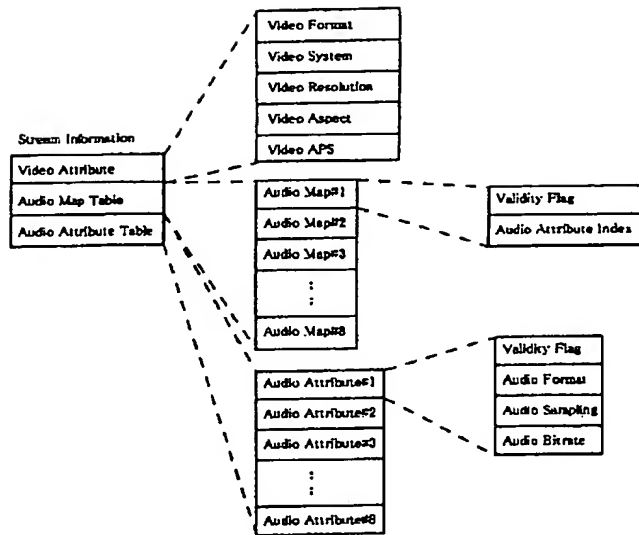 Video Format
Video System
Video Resolution
Video Aspect
Video APS
Stream Information
Video Attribute
Audio Map Table
Audio Attribute Table
Audio Map#1
Audio Map#2
Audio Map#3
:
Audio Map#8
Validity Flag
Audio Attribute Index
Audio Attribute#1
Audio Attribute#2
Audio Attribute#3
:
Audio Attribute#8
Validity Flag
Audio Format
Audio Sampling
Audio Bitrate